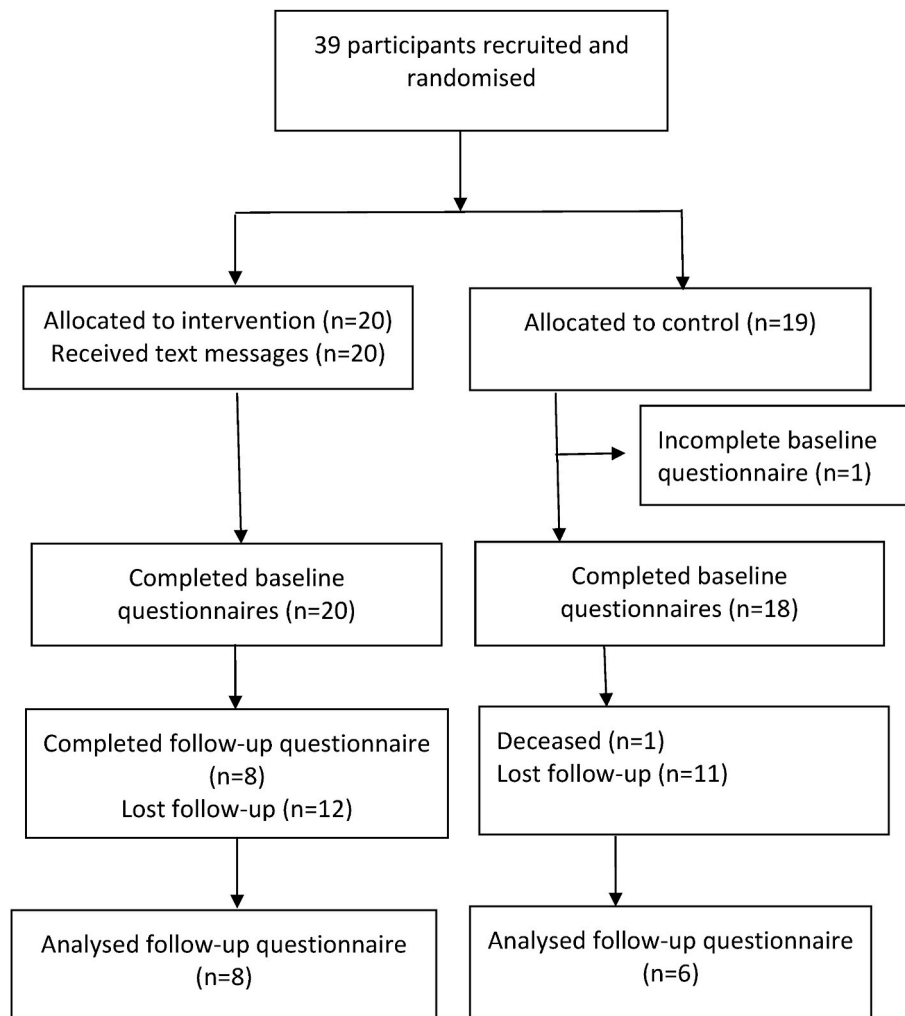 39 participants recruited and
randomised
Allocated to intervention (n=20)
Received text messages (n=20)
Allocated to control (n=19)
Incomplete baseline
questionnaire (n=1)
Completed baseline
questionnaires (n=20)
Completed baseline
questionnaires (n=18)
Completed follow-up questionnaire
(n=8)
Lost follow-up (n=12)
Deceased (n=1)
Lost follow-up (n=11)
Analysed follow-up questionnaire
(n=8)
Analysed follow-up questionnaire
(n=6)